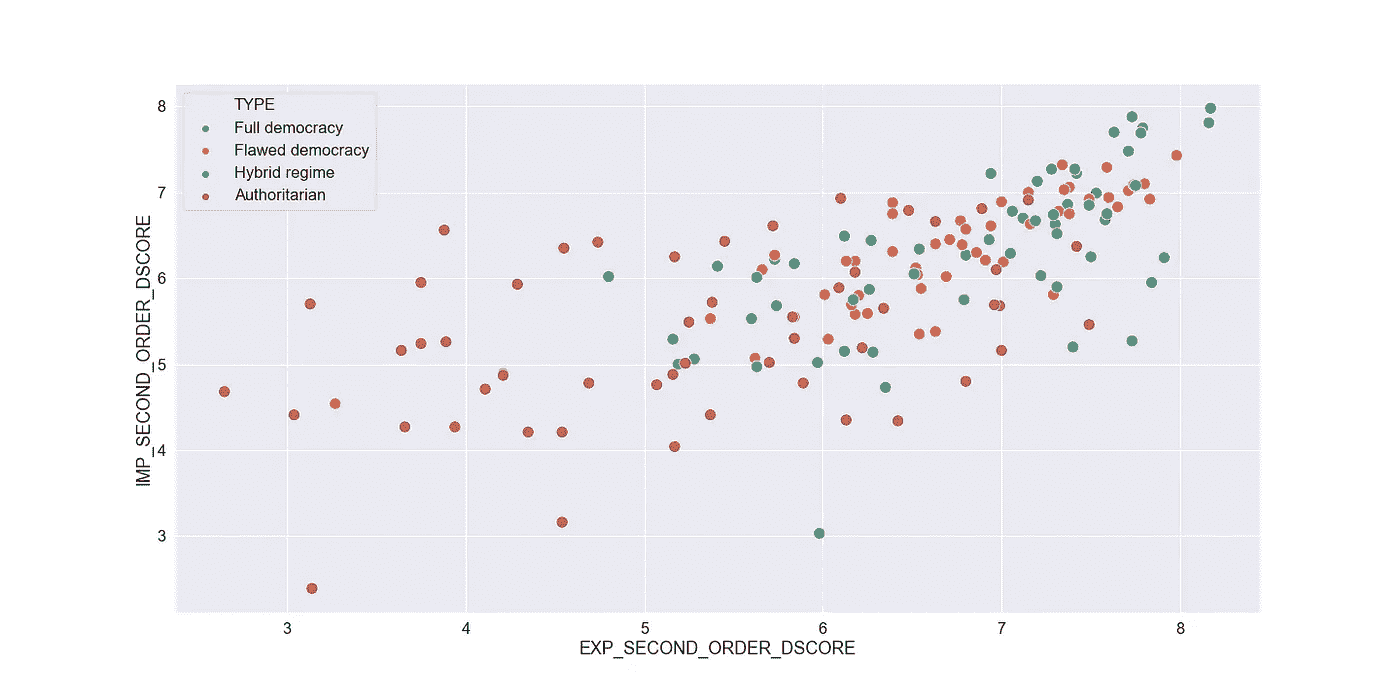 TYPE
Full democracy
Flawed democracy
Hybrid regime
Authoritarian
8
7
6
5
4
3
IMP_SECOND_ORDER_DSCORE
3 4 5 6 7 8
EXP_SECOND_ORDER_DSCORE